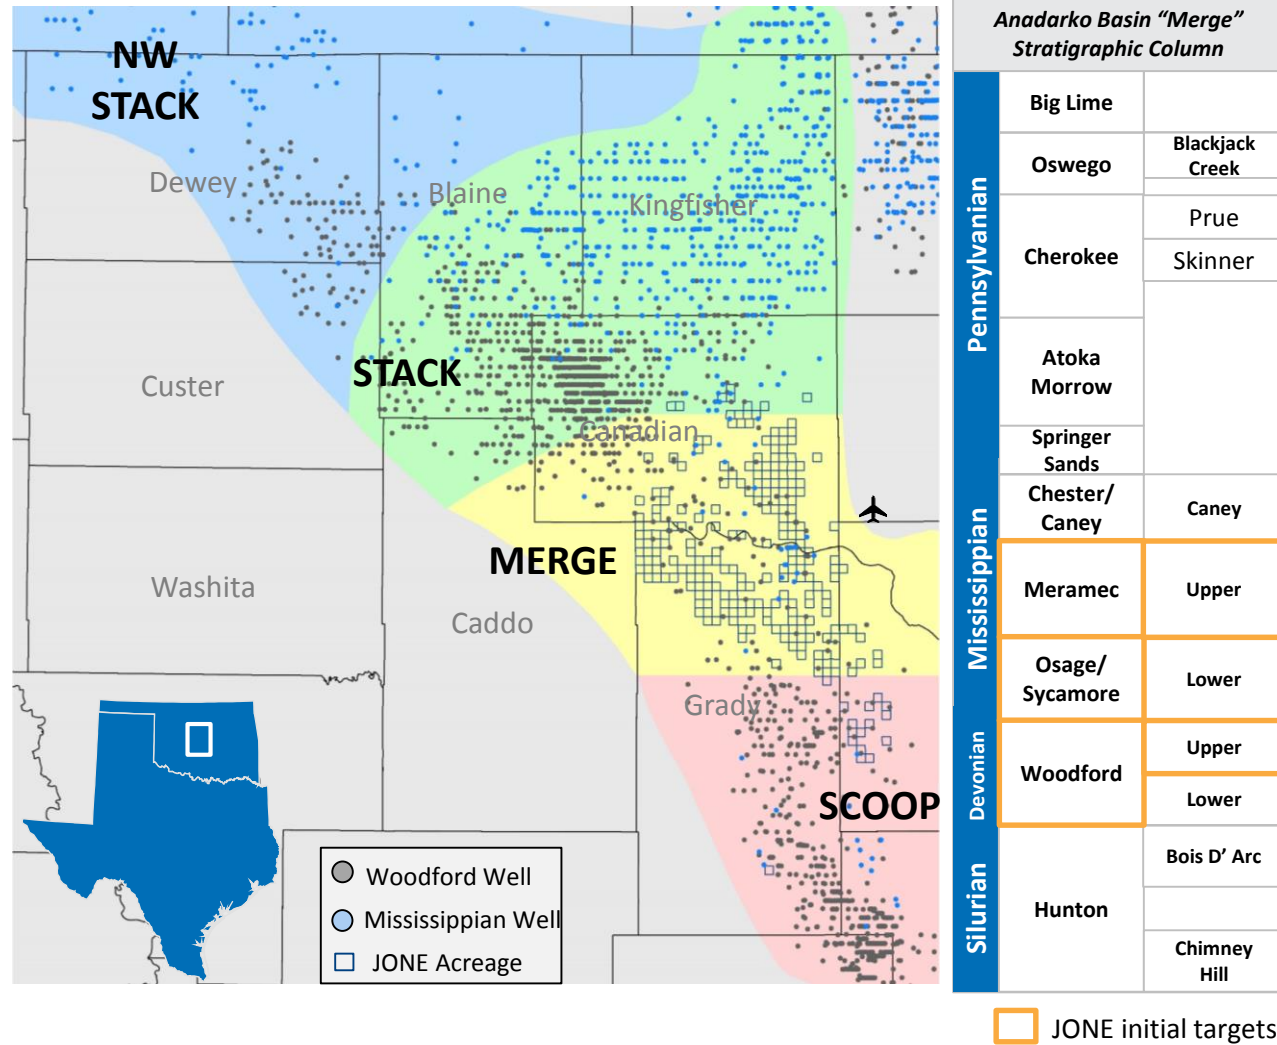 NW
STACK
Dewey
Blaine
Kingfisher
Custer
STACK
Canadian
Washita
MERGE
Caddo
Grady
SCOOP
Woodford Well
Mississippian Well
JONE Acreage
Anadarko Basin “Merge”
Stratigraphic Column
Pennsylvanian
Mississippian
Devonian
Silurian
Big Lime
Oswego
Blackjack
Creek
Cherokee
Prue
Skinner
Atoka
Morrow
Springer
Sands
Chester/
Caney
Caney
Meramec
Upper
Osage/
Sycamore
Lower
Woodford
Upper
Lower
Hunton
Bois D’ Arc
Chimney
Hill
JONE initial targets